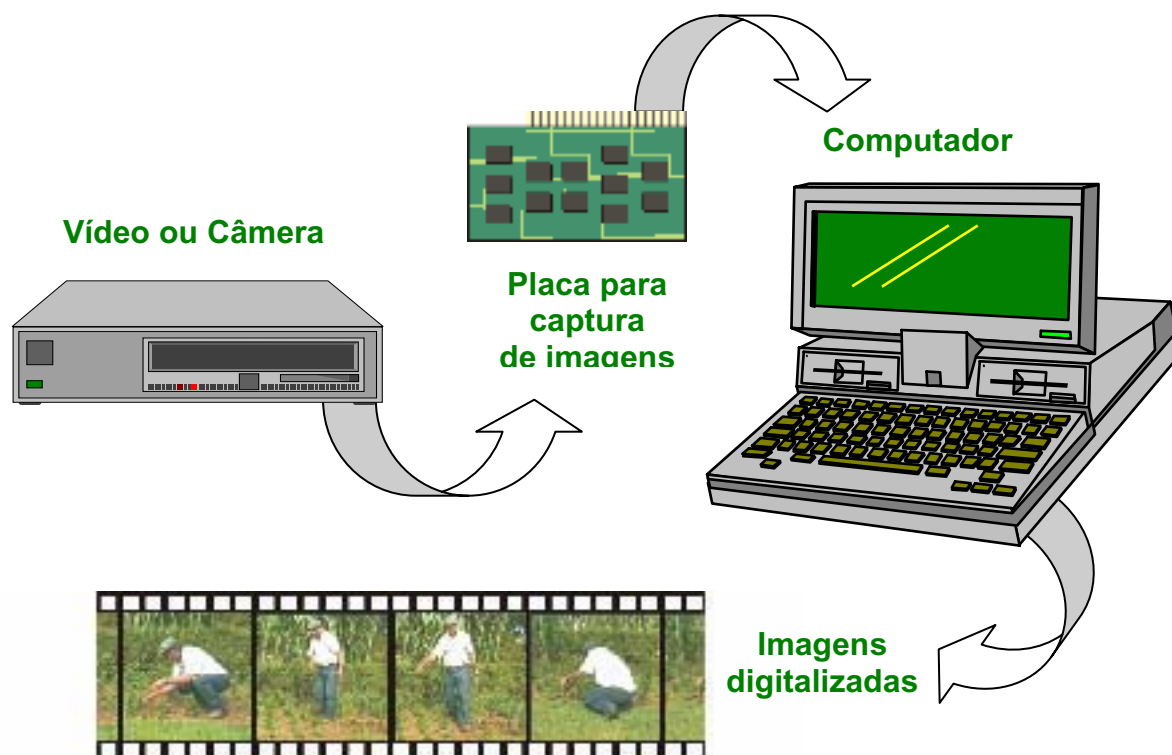 Vídeo ou Câmera
Placa para
captura
de imagens
Computador
Imagens
digitalizadas